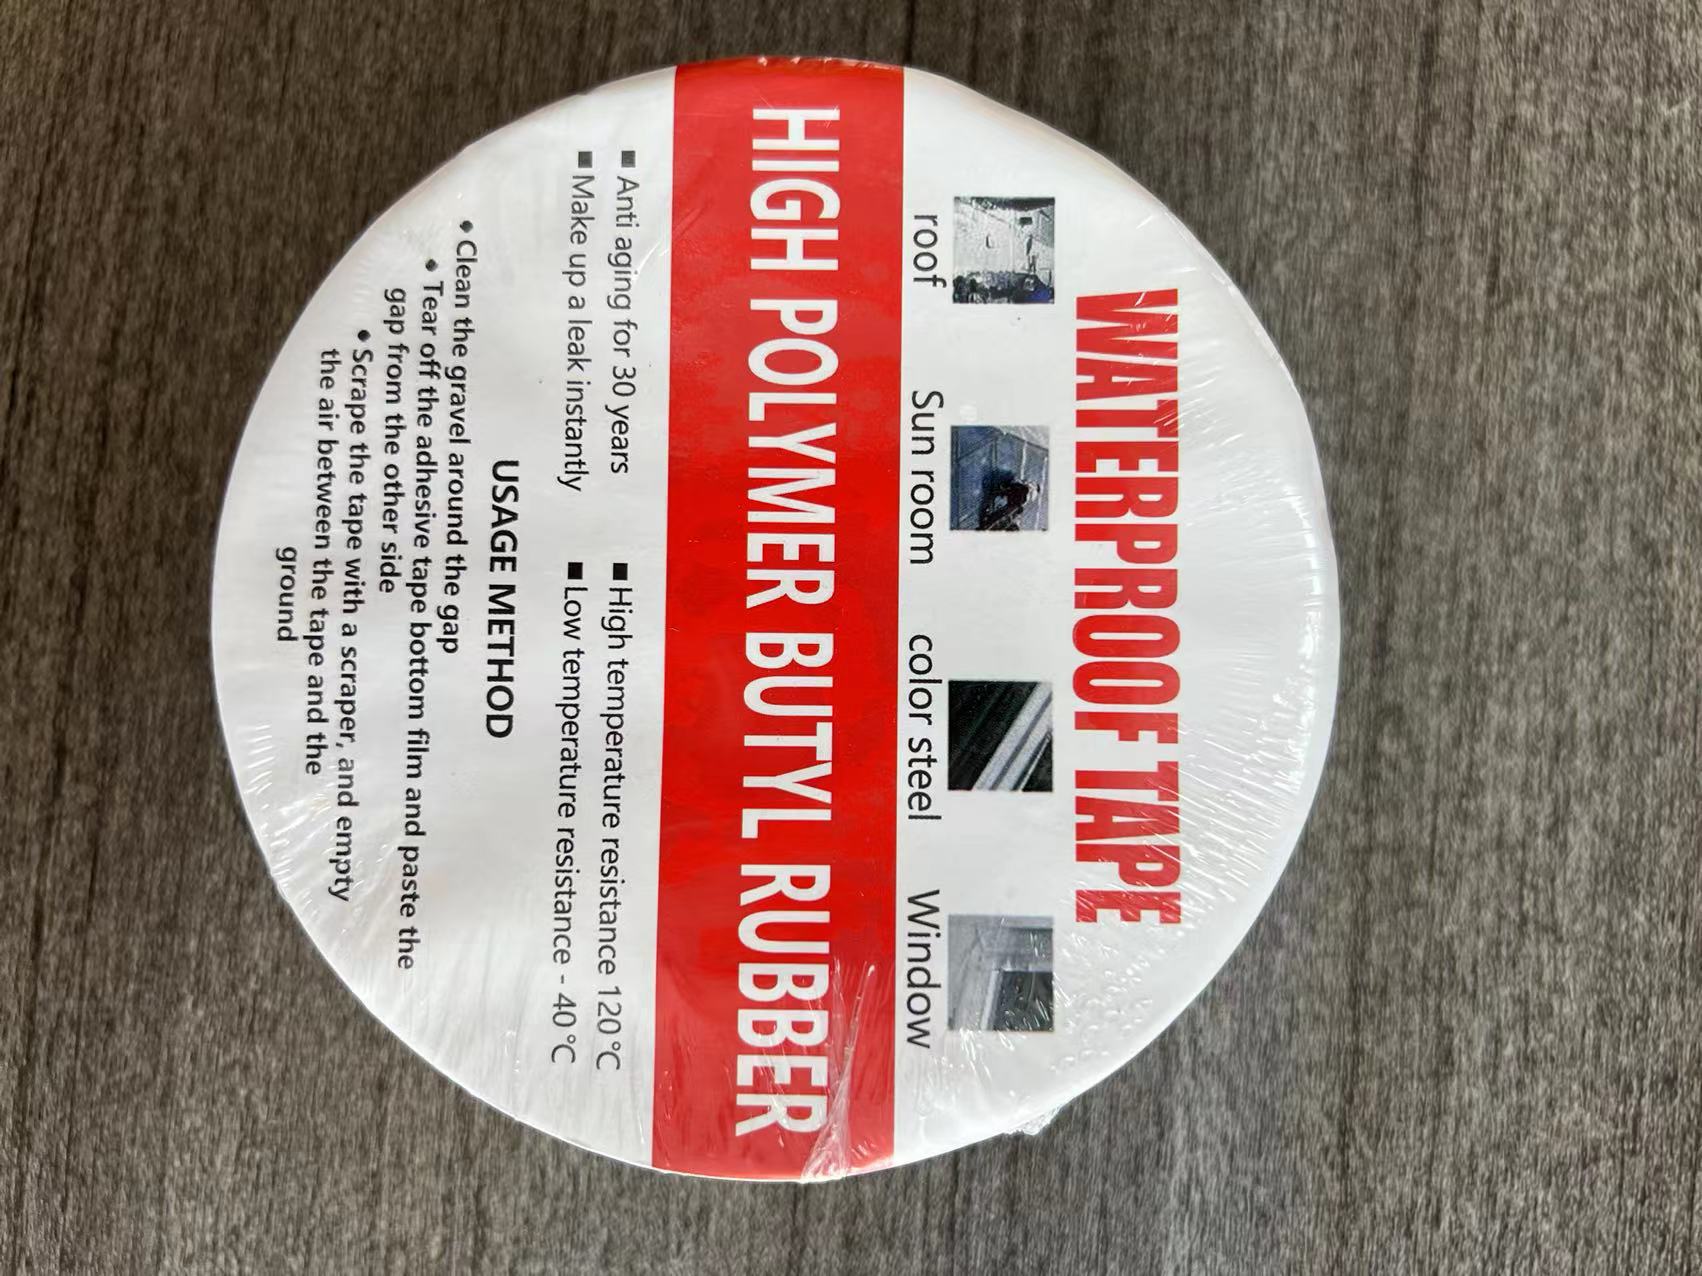 WATERPROOF TAPE
roof Sun room color steel Window
HIGH POLYMER BUTYL RUBBER
■ Anti aging for 30 years ■ High temperature resistance 120℃
■ Make up a leak instantly ■ Low temperature resistance - 40℃
USAGE METHOD
• Clean the gravel around the gap
• Tear off the adhesive tape bottom film and paste the
gap from the other side
• Scrape the tape with a scraper, and empty
the air between the tape and the
ground